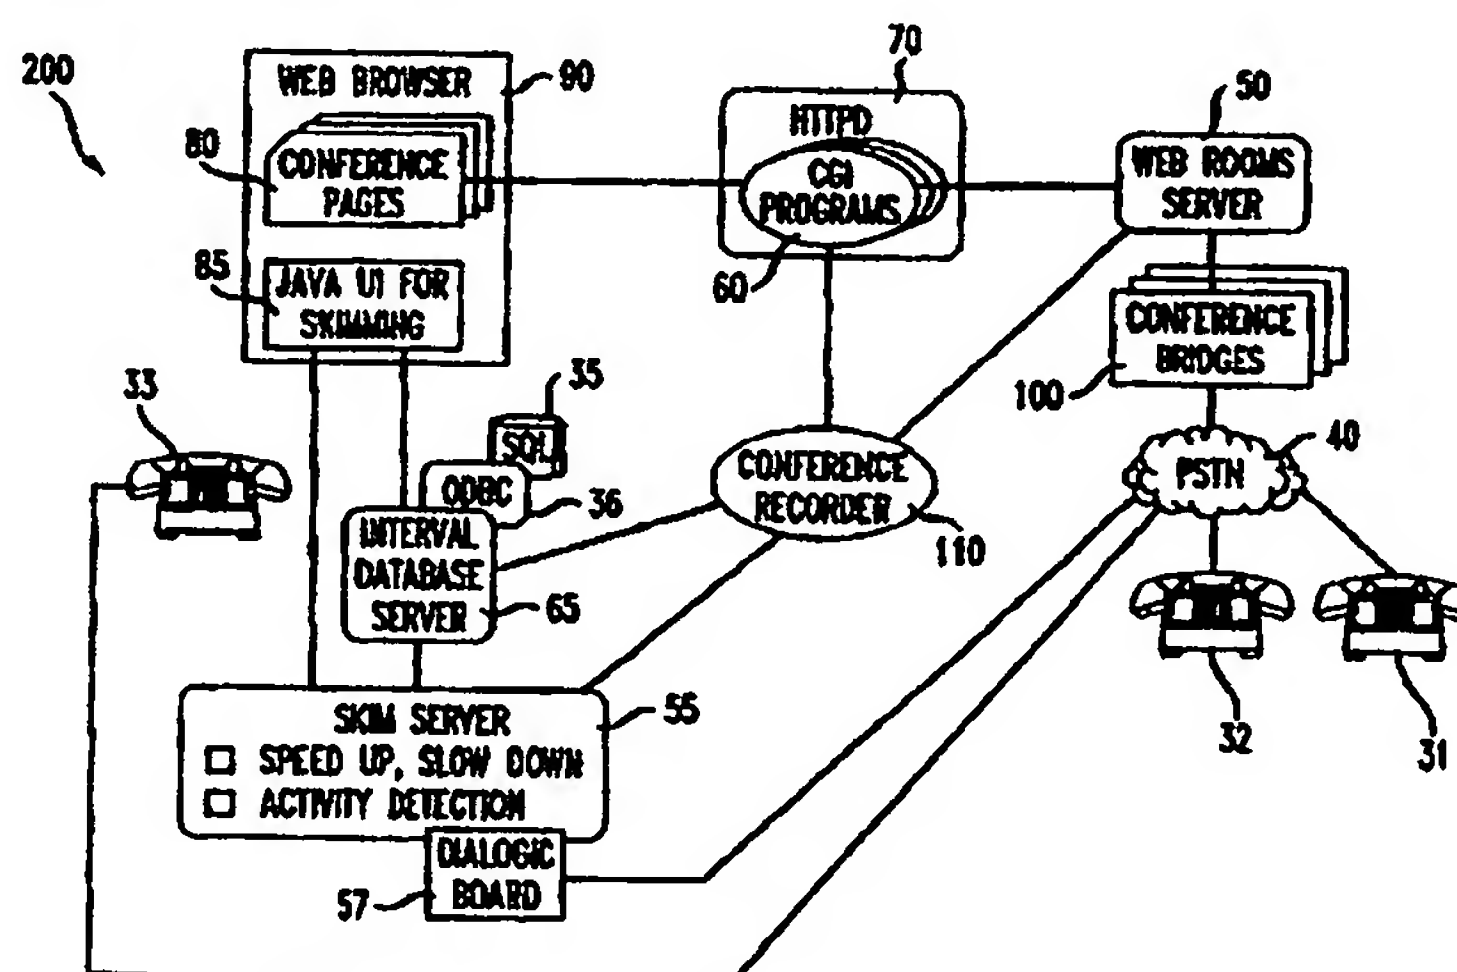 200
WEB BROWSER
90
80
CONFERENCE
PAGES
85
JAVA UI FOR
SKIMMING
70
HTTPD
CGI
PROGRAMS
60
50
WEB ROOMS
SERVER
CONFERENCE
BRIDGES
100
33
35
SQL
ODBC
36
INTERVAL
DATABASE
SERVER
65
CONFERENCE
RECORDER
110
40
PSTN
32
31
SKIM SERVER
55
SPEED UP, SLOW DOWN
ACTIVITY DETECTION
DIALOGIC
BOARD
57